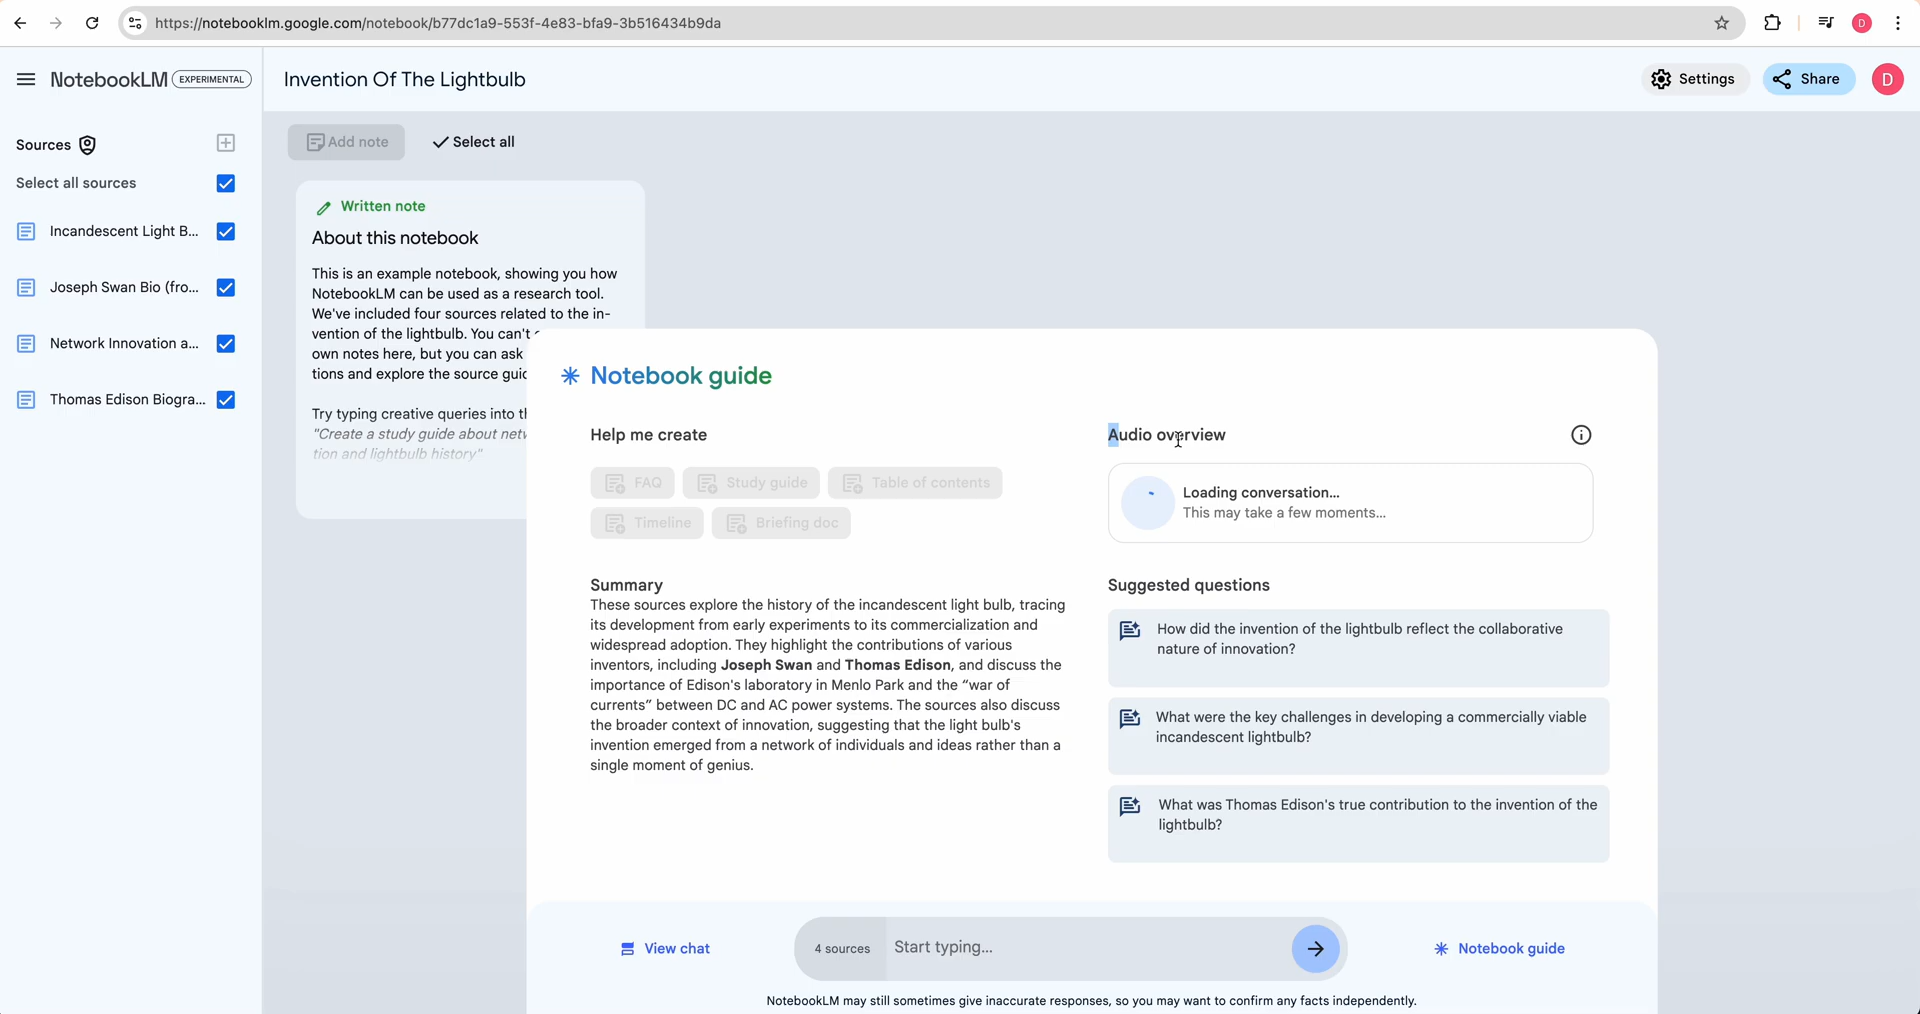 https://notebooklm.google.com/notebook/b77dc1a9-553f-4e83-bfa9-3b516434b9da
D
NotebookLM EXPERIMENTAL
Invention Of The Lightbulb
Settings
Share
D
Sources
Select all sources
Incandescent Light B...
Joseph Swan Bio (fro...
Network Innovation a...
Thomas Edison Biogra...
Add note
Select all
Written note
About this notebook
This is an example notebook, showing you how
NotebookLM can be used as a research tool.
We've included four sources related to the in-
vention of the lightbulb. You can't
own notes here, but you can ask
tions and explore the source
Try typing creative queries into
"Create a study guide about
tion and lightbulb history"
Notebook guide
Help me create
FAQ
Study guide
Table of contents
Timeline
Briefing doc
Audio overview
Loading conversation...
This may take a few moments...
Summary
These sources explore the history of the incandescent light bulb, tracing
its development from early experiments to its commercialization and
widespread adoption. They highlight the contributions of various
inventors, including Joseph Swan and Thomas Edison, and discuss the
importance of Edison's laboratory in Menlo Park and the “war of
currents” between DC and AC power systems. The sources also discuss
the broader context of innovation, suggesting that the light bulb's
invention emerged from a network of individuals and ideas rather than a
single moment of genius.
Suggested questions
How did the invention of the lightbulb reflect the collaborative
nature of innovation?
What were the key challenges in developing a commercially viable
incandescent lightbulb?
What was Thomas Edison's true contribution to the invention of the
lightbulb?
View chat
4 sources
Start typing...
Notebook guide
NotebookLM may still sometimes give inaccurate responses, so you may want to confirm any facts independently.